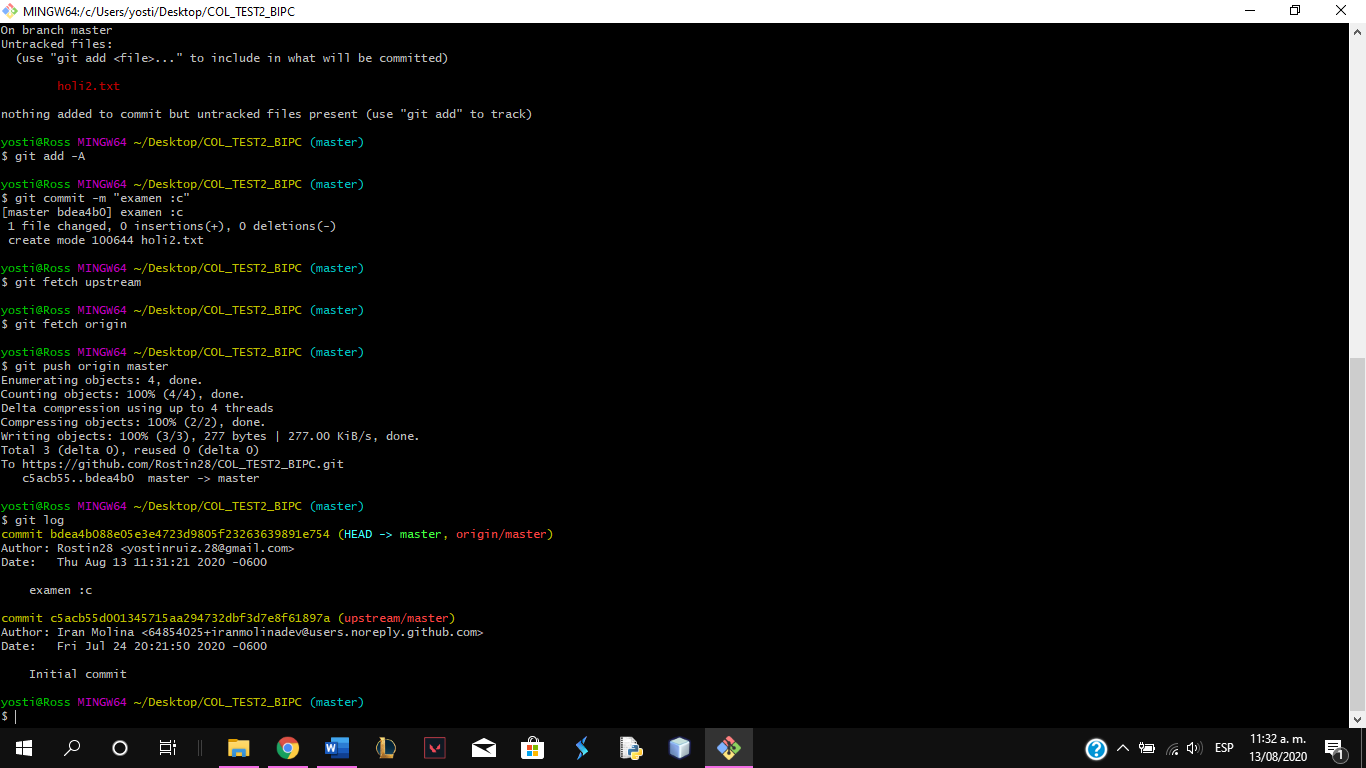 MINGW64:/c/Users/yosti/Desktop/COL_TEST2_BIPC
On branch master
Untracked files:
  (use "git add <file>..." to include in what will be committed)
        holi2.txt
nothing added to commit but untracked files present (use "git add" to track)
yosti@Ross MINGW64 ~/Desktop/COL_TEST2_BIPC (master)
$ git add -A
yosti@Ross MINGW64 ~/Desktop/COL_TEST2_BIPC (master)
$ git commit -m "examen :c"
[master bdea4b0] examen :c
 1 file changed, 0 insertions(+), 0 deletions(-)
 create mode 100644 holi2.txt
yosti@Ross MINGW64 ~/Desktop/COL_TEST2_BIPC (master)
$ git fetch upstream
yosti@Ross MINGW64 ~/Desktop/COL_TEST2_BIPC (master)
$ git fetch origin
yosti@Ross MINGW64 ~/Desktop/COL_TEST2_BIPC (master)
$ git push origin master
Enumerating objects: 4, done.
Counting objects: 100% (4/4), done.
Delta compression using up to 4 threads
Compressing objects: 100% (2/2), done.
Writing objects: 100% (3/3), 277 bytes | 277.00 KiB/s, done.
Total 3 (delta 0), reused 0 (delta 0)
To https://github.com/Rostin28/COL_TEST2_BIPC.git
   c5acb55..bdea4b0  master -> master
yosti@Ross MINGW64 ~/Desktop/COL_TEST2_BIPC (master)
$ git log
commit bdea4b088e05e3e4723d9805f23263639891e754 (HEAD -> master, origin/master)
Author: Rostin28 <yostinruiz.28@gmail.com>
Date:   Thu Aug 13 11:31:21 2020 -0600
    examen :c
commit c5acb55d001345715aa294732dbf3d7e8f61897a (upstream/master)
Author: Iran Molina <64854025+iranmolinadev@users.noreply.github.com>
Date:   Fri Jul 24 20:21:50 2020 -0600
    Initial commit
yosti@Ross MINGW64 ~/Desktop/COL_TEST2_BIPC (master)
$
ESP
11:32 a. m.
13/08/2020
1